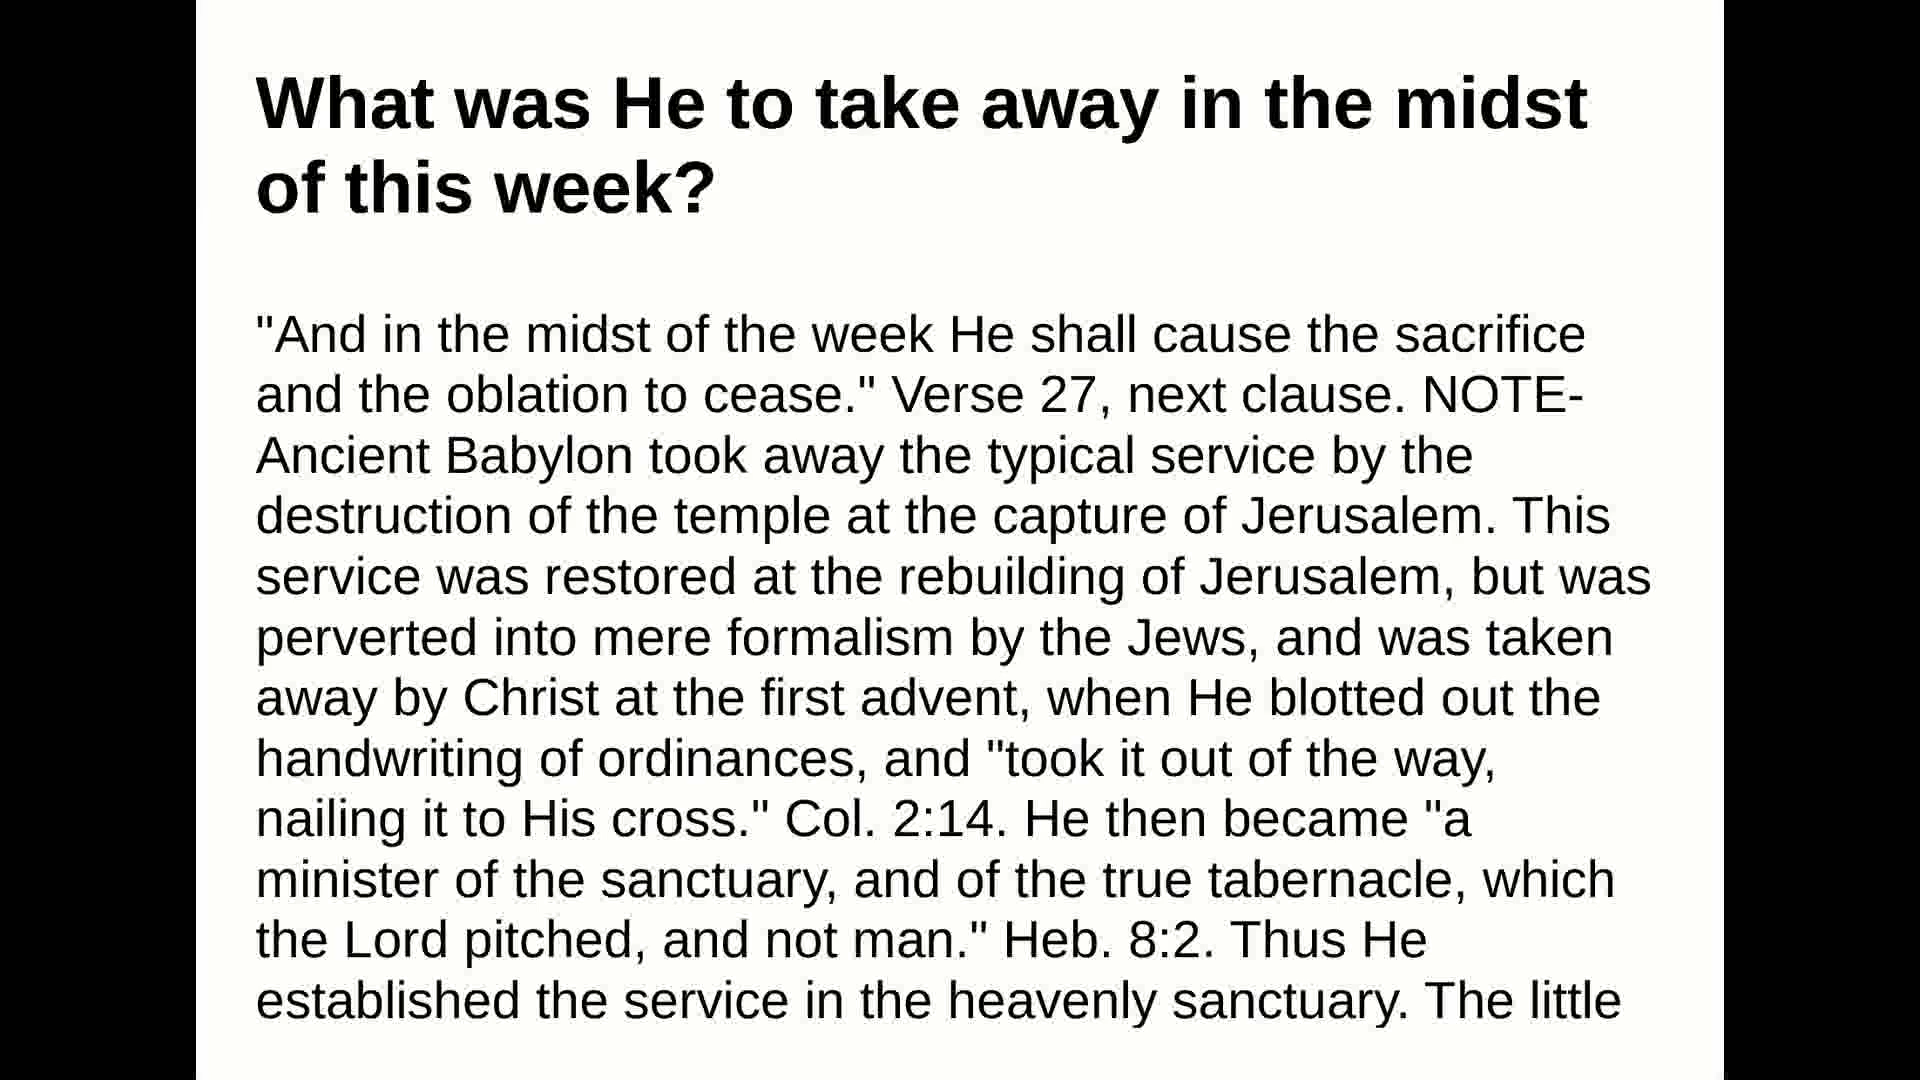 What was He to take away in the midst
of this week?
"And in the midst of the week He shall cause the sacrifice
and the oblation to cease." Verse 27, next clause. NOTE-
Ancient Babylon took away the typical service by the
destruction of the temple at the capture of Jerusalem. This
service was restored at the rebuilding of Jerusalem, but was
perverted into mere formalism by the Jews, and was taken
away by Christ at the first advent, when He blotted out the
handwriting of ordinances, and "took it out of the way,
nailing it to His cross." Col. 2:14. He then became "a
minister of the sanctuary, and of the true tabernacle, which
the Lord pitched, and not man." Heb. 8:2. Thus He
established the service in the heavenly sanctuary. The little